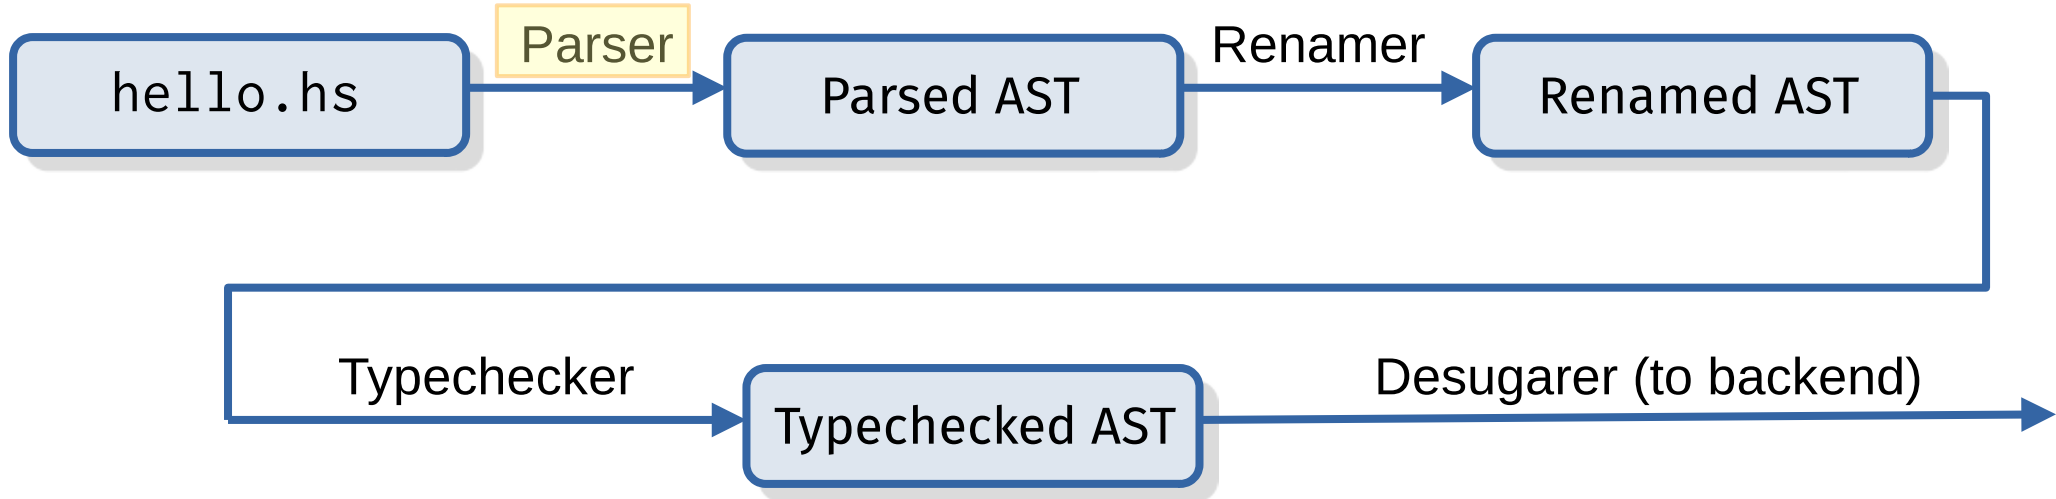 Parser
Renamer
hello.hs
Parsed AST
Renamed AST
Typechecker
Desugarer (to backend)
Typechecked AST